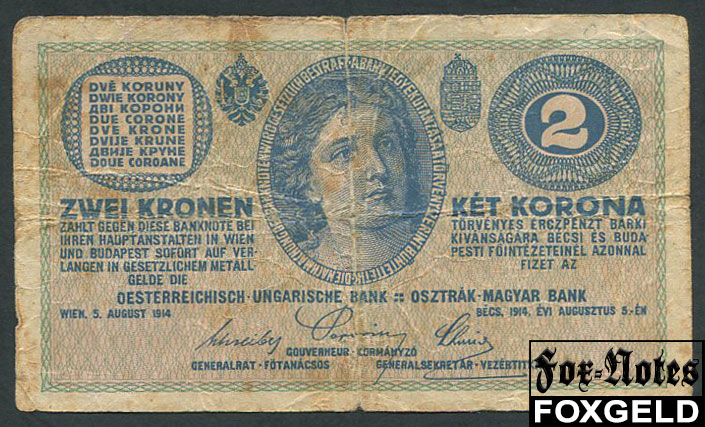 DVĚ KORUNY
DWIE KORONY
ДВІ КОРОНИ
DUE CORONE
DVE KRONE
DVIJE KRUNE
ДВИЈЕ КРУНЕ
DOUE COROANE
2
ZWEI KRONEN
ZAHLT GEGEN DIESE BANKNOTE BEI
IHREN HAUPTANSTALTEN IN WIEN
UND BUDAPEST SOFORT AUF VER-
LANGEN IN GESETZLICHEM METALL-
GELDE DIE
KÉT KORONA
TÖRVÉNYES ÉRCZPÉNZT BÁRKI
KIVÁNSÁGÁRA BÉCSI ÉS BUDA-
PESTI FŐINTÉZETEINÉL AZONNAL
FIZET AZ
OESTERREICHISCH-UNGARISCHE BANK :: OSZTRÁK-MAGYAR BANK
WIEN, 5. AUGUST 1914
BÉCS, 1914. ÉVI AUGUSZTUS 5.-ÉN
GOUVERNEUR - KORMÁNYZÓ
GENERALRAT - FŐTANÁCSOS
GENERALSEKRETÄR - VEZÉRTITK
Fox-Notes
FOXGELD